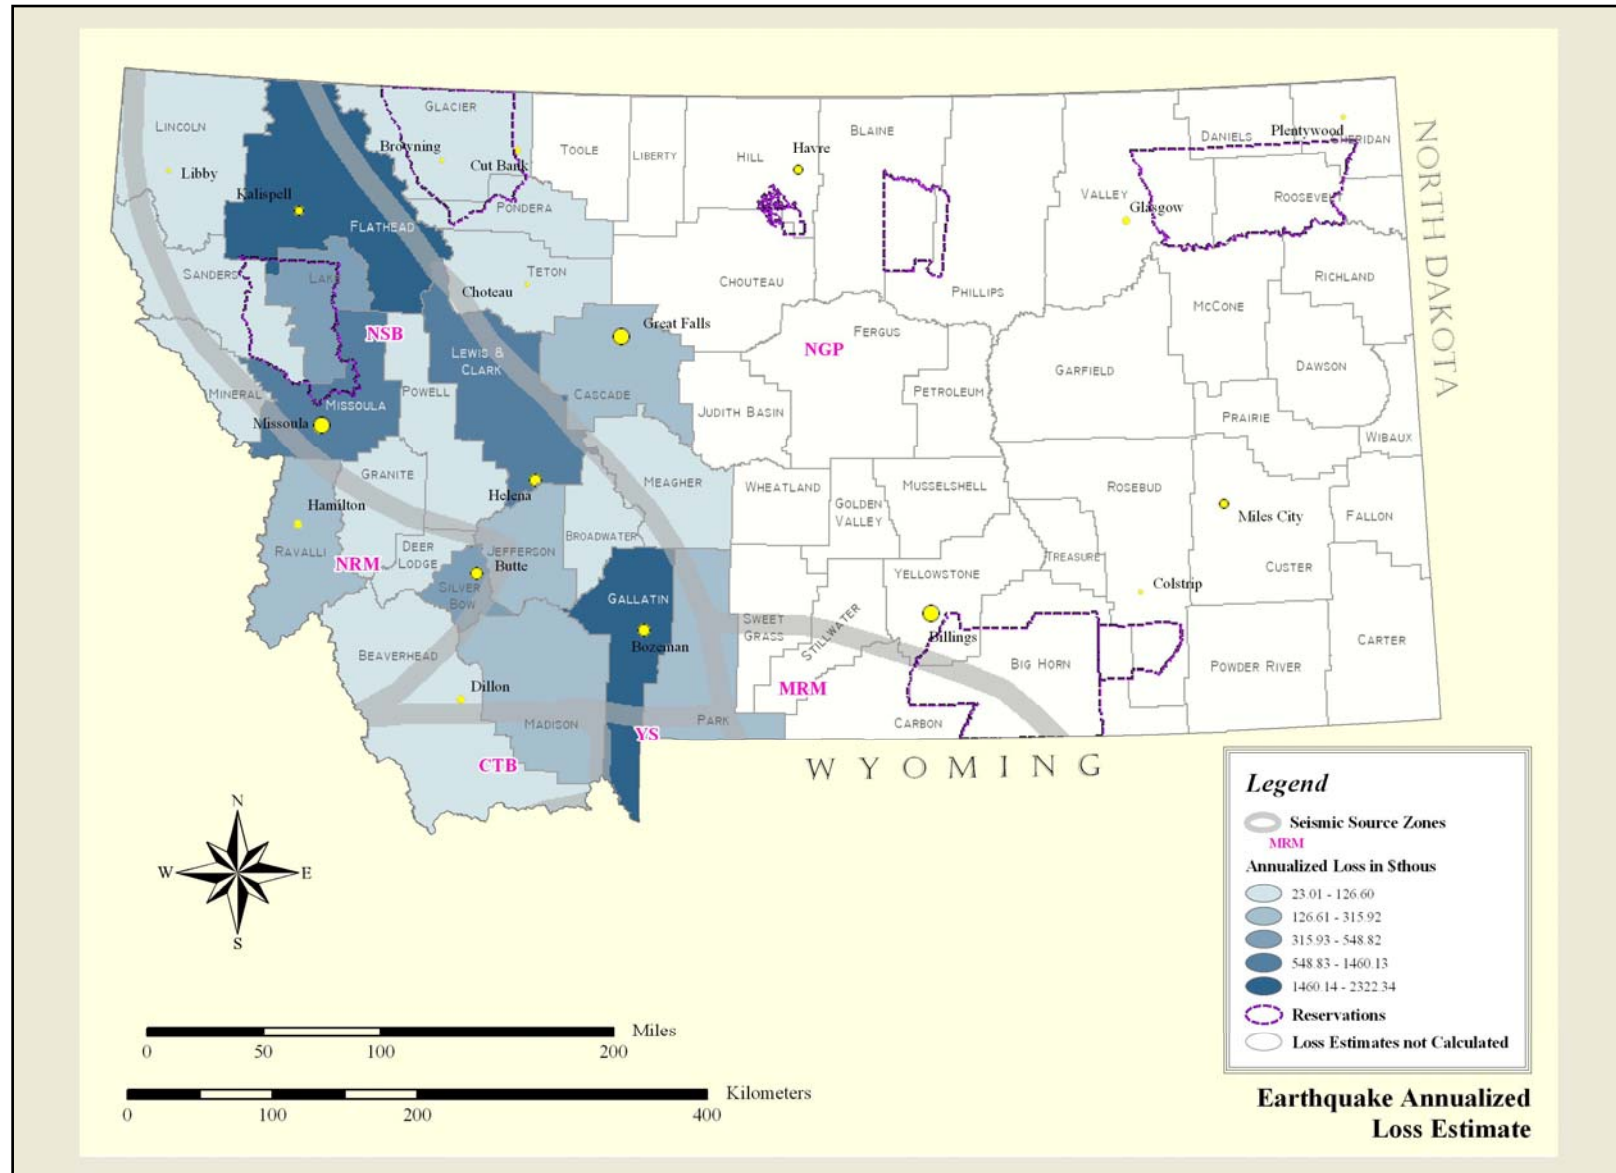 LINCOLN
Libby
Kalispell
FLATHEAD
GLACIER
Browning
Cut Bank
PONDERA
TOOLE
LIBERTY
HILL
Havre
BLAINE
PHILLIPS
VALLEY
Glasgow
DANIELS
Plentywood
SHERIDAN
ROOSEVELT
NORTH DAKOTA
SANDERS
LAKE
TETON
Choteau
CHOUTEAU
RICHLAND
McCONE
NSB
Great Falls
LEWIS &
CLARK
CASCADE
FERGUS
NGP
PETROLEUM
GARFIELD
DAWSON
MINERAL
MISSOULA
Missoula
POWELL
JUDITH BASIN
PRAIRIE
WIBAUX
GRANITE
Helena
MEAGHER
WHEATLAND
GOLDEN
VALLEY
MUSSELSHELL
ROSEBUD
Miles City
FALLON
Hamilton
RAVALLI
NRM
DEER
LODGE
JEFFERSON
Butte
SILVER
BOW
BROADWATER
TREASURE
CUSTER
YELLOWSTONE
Colstrip
GALLATIN
Bozeman
SWEET
GRASS
STILLWATER
Billings
BIG HORN
POWDER RIVER
CARTER
BEAVERHEAD
Dillon
MADISON
PARK
MRM
CARBON
YS
CTB
WYOMING
N
W
E
S
Legend
Seismic Source Zones
MRM
Annualized Loss in $thous
23.01 - 126.60
126.61 - 315.92
315.93 - 548.82
548.83 - 1460.13
1460.14 - 2322.34
Reservations
Loss Estimates not Calculated
Miles
0 50 100 200
Kilometers
0 100 200 400
Earthquake Annualized
Loss Estimate